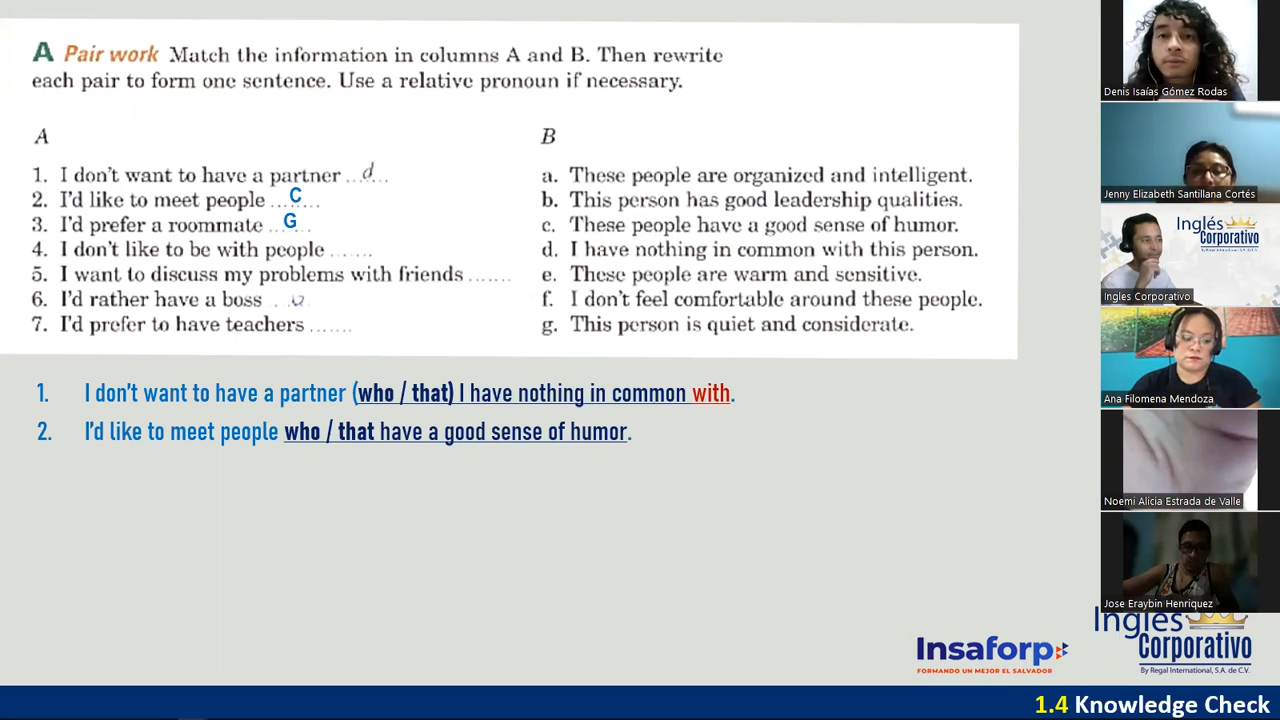 A Pair work Match the information in columns A and B. Then rewrite
each pair to form one sentence. Use a relative pronoun if necessary.
A
1. I don't want to have a partner ...d...
2. I'd like to meet people ...C...
3. I'd prefer a roommate ...G...
4. I don't like to be with people .......
5. I want to discuss my problems with friends .......
6. I'd rather have a boss
7. I'd prefer to have teachers .......
B
a. These people are organized and intelligent.
b. This person has good leadership qualities.
c. These people have a good sense of humor.
d. I have nothing in common with this person.
e. These people are warm and sensitive.
f. I don't feel comfortable around these people.
g. This person is quiet and considerate.
1. I don't want to have a partner (who / that) I have nothing in common with.
2. I'd like to meet people who / that have a good sense of humor.
Denis Isaías Gómez Rodas
Jenny Elizabeth Santillana Cortés
Inglés
Corporativo
By Regal International, S.A. de C.V.
Ingles Corporativo
Ana Filomena Mendoza
Noemi Alicia Estrada de Valle
Jose Eraybin Henriquez
Insaforp
FORMANDO UN MEJOR EL SALVADOR
Inglés
Corporativo
By Regal International, S.A. de C.V.
1.4 Knowledge Check